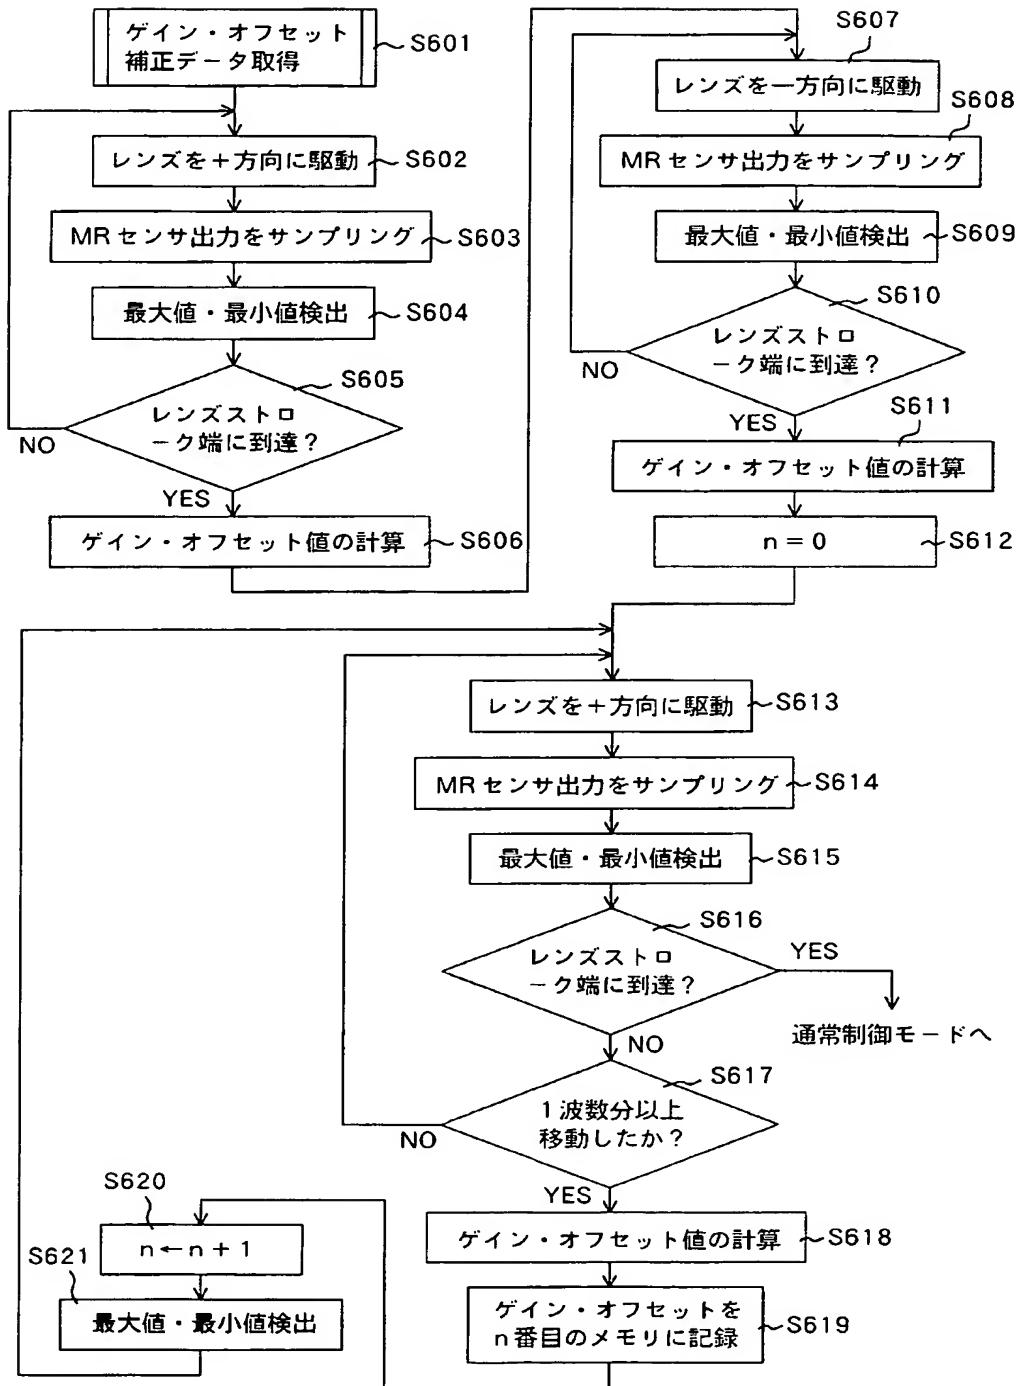 ゲイン・オフセット
補正データ取得
S601
レンズを+方向に駆動
S602
MRセンサ出力をサンプリング
S603
最大値・最小値検出
S604
S605
レンズストロ
ーク端に到達?
NO
YES
ゲイン・オフセット値の計算
S606
S607
レンズを一方向に駆動
S608
MRセンサ出力をサンプリング
最大値・最小値検出
S609
S610
レンズストロ
ーク端に到達?
NO
YES
S611
ゲイン・オフセット値の計算
n=0
S612
レンズを+方向に駆動
S613
MRセンサ出力をサンプリング
S614
最大値・最小値検出
S615
S616
レンズストロ
ーク端に到達?
YES
通常制御モードへ
NO
S617
1波数分以上
移動したか?
NO
YES
ゲイン・オフセット値の計算
S618
ゲイン・オフセットを
n番目のメモリに記録
S619
S620
n←n+1
S621
最大値・最小値検出